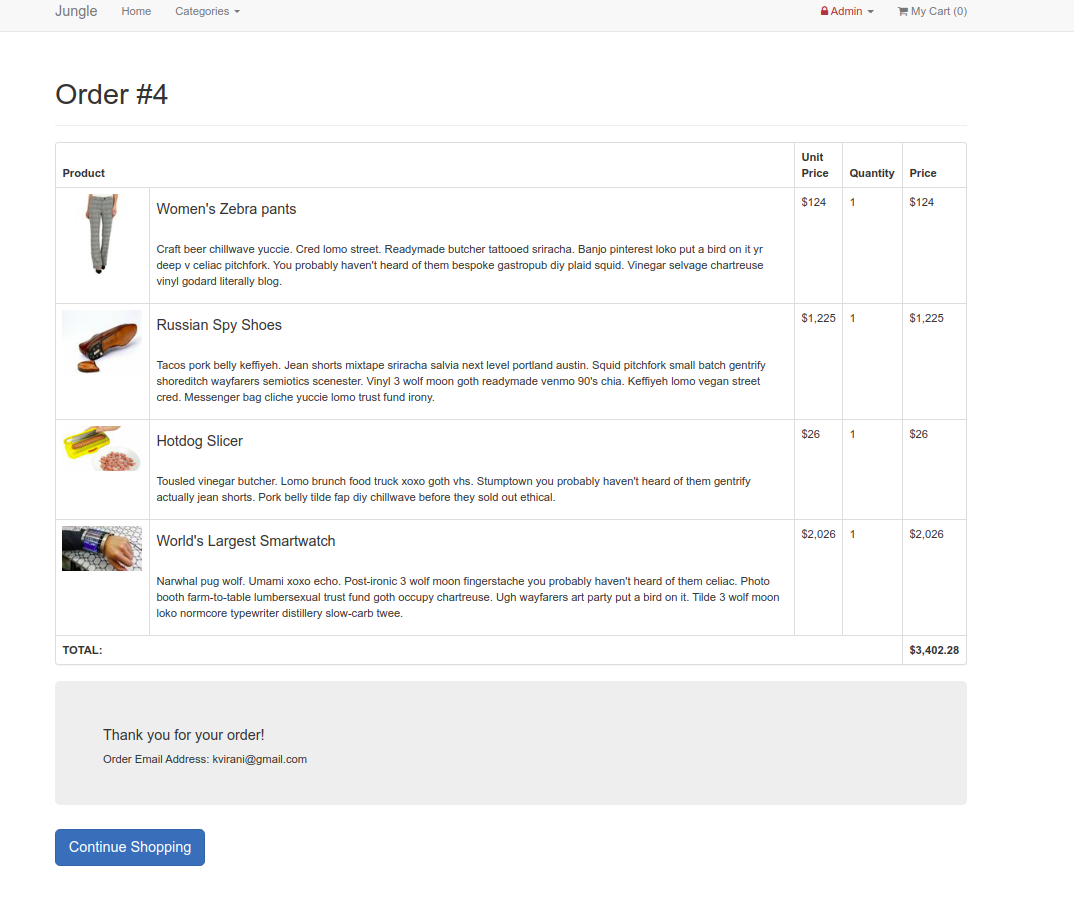 Jungle Home Categories Admin My Cart (0)
Order #4
Product Unit Price Quantity Price
Women's Zebra pants $124 1 $124
Craft beer chillwave yuccie. Cred lomo street. Readymade butcher tattooed sriracha. Banjo pinterest loko put a bird on it yr
deep v celiac pitchfork. You probably haven't heard of them bespoke gastropub diy plaid squid. Vinegar selvage chartreuse
vinyl godard literally blog.
Russian Spy Shoes $1,225 1 $1,225
Tacos pork belly keffiyeh. Jean shorts mixtape sriracha salvia next level portland austin. Squid pitchfork small batch gentrify
shoreditch wayfarers semiotics scenester. Vinyl 3 wolf moon goth readymade venmo 90's chia. Keffiyeh lomo vegan street
cred. Messenger bag cliche yuccie lomo trust fund irony.
Hotdog Slicer $26 1 $26
Tousled vinegar butcher. Lomo brunch food truck xoxo goth vhs. Stumptown you probably haven't heard of them gentrify
actually jean shorts. Pork belly tilde fap diy chillwave before they sold out ethical.
World's Largest Smartwatch $2,026 1 $2,026
Narwhal pug wolf. Umami xoxo echo. Post-ironic 3 wolf moon fingerstache you probably haven't heard of them celiac. Photo
booth farm-to-table lumbersexual trust fund goth occupy chartreuse. Ugh wayfarers art party put a bird on it. Tilde 3 wolf moon
loko normcore typewriter distillery slow-carb twee.
TOTAL: $3,402.28
Thank you for your order!
Order Email Address: kvirani@gmail.com
Continue Shopping